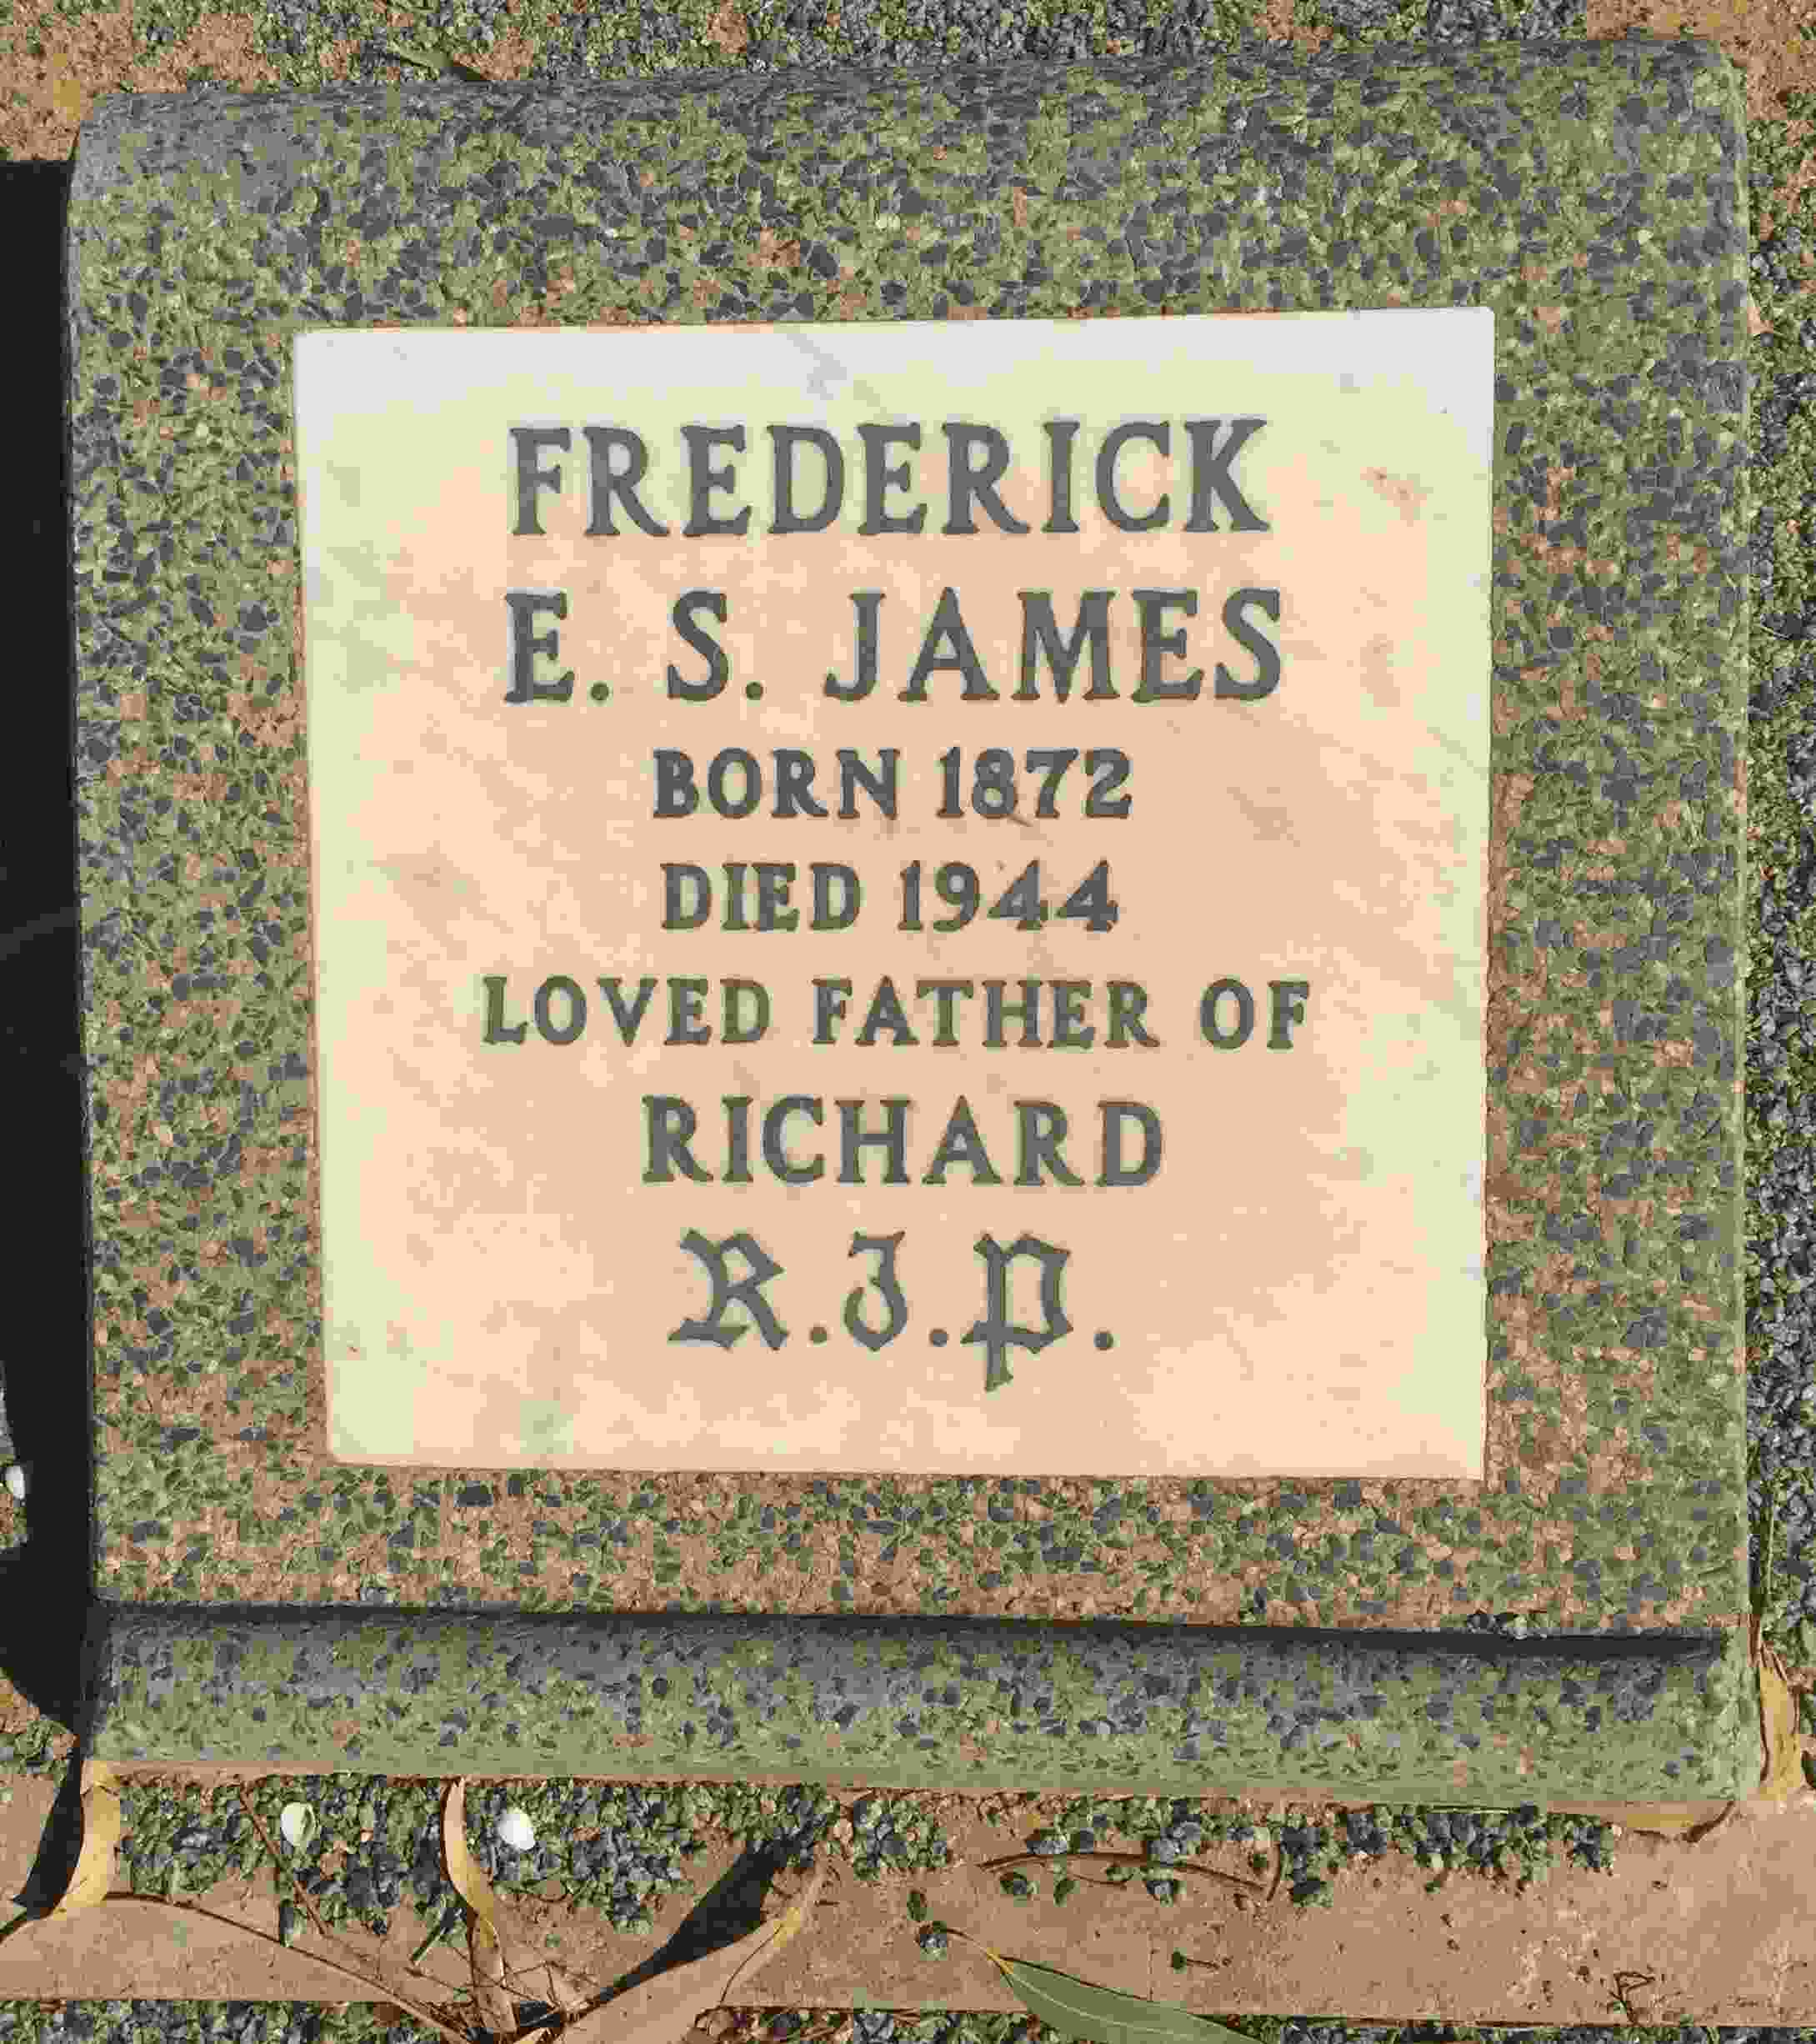 FREDERICK
E. S. JAMES
BORN 1872
DIED 1944
LOVED FATHER OF
RICHARD
R.I.P.